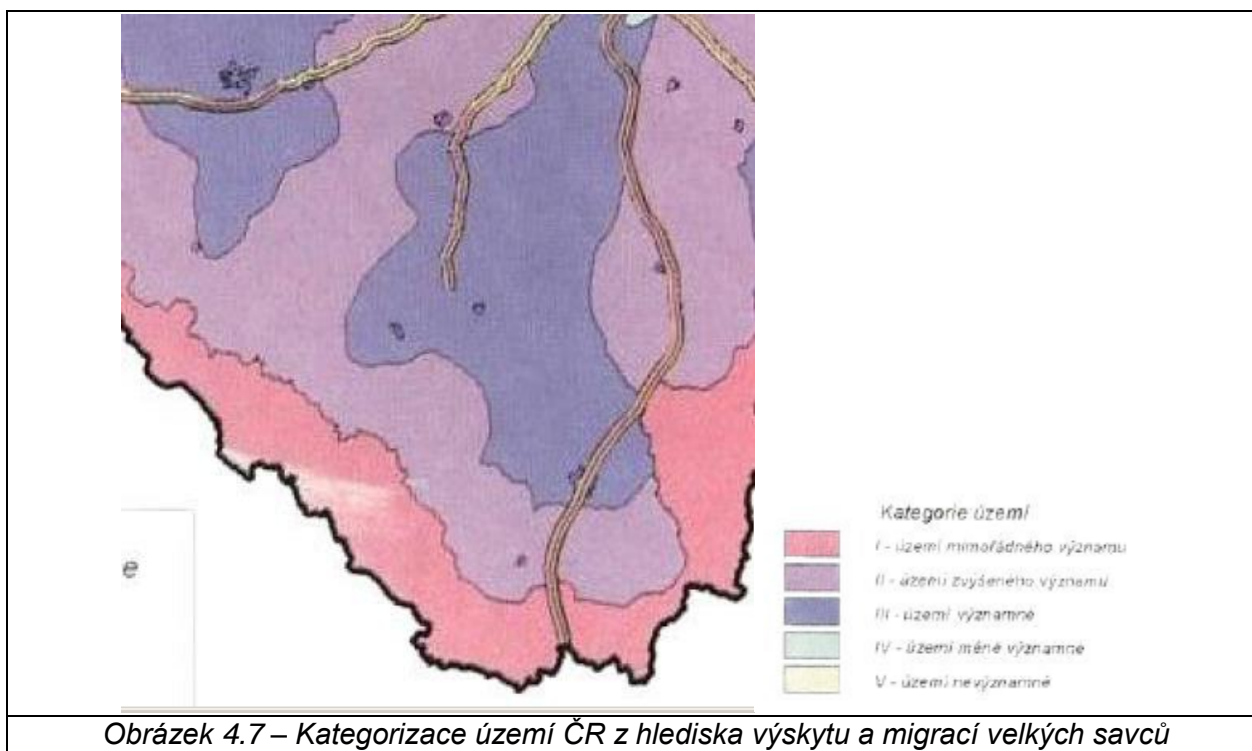 e
Kategorie území
I - území mimořádného významu
II - území zvýšeného významu
III - území významné
IV - území méně významné
V - území nevýznamné
Obrázek 4.7 – Kategorizace území ČR z hlediska výskytu a migrací velkých savců